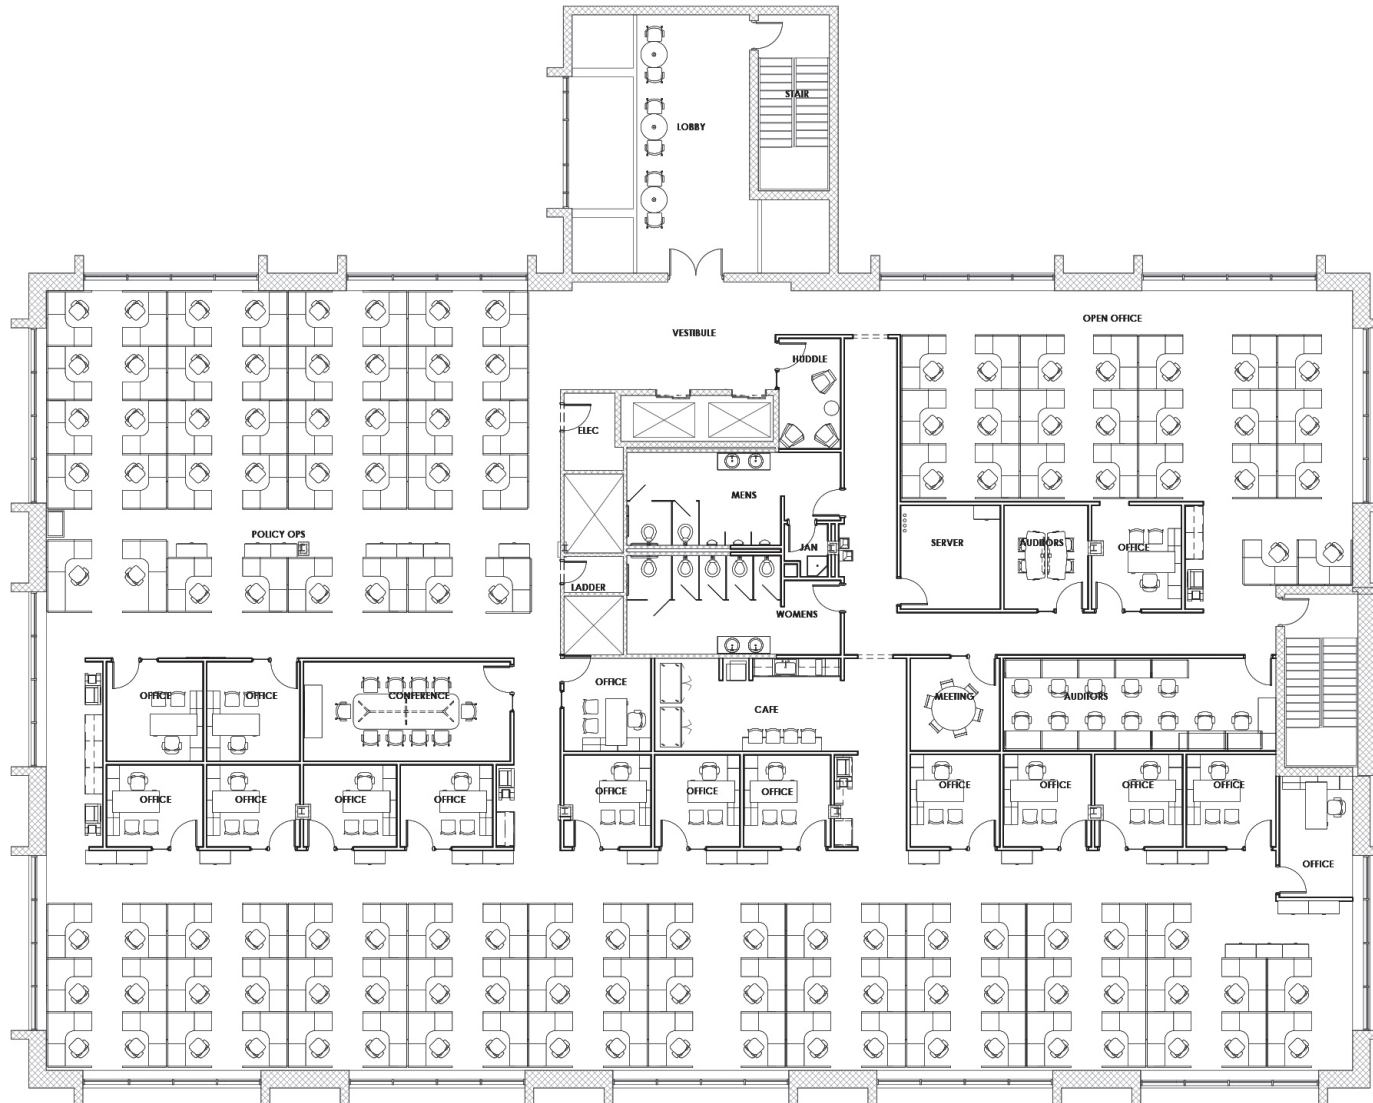 STAIR
LOBBY
OPEN OFFICE
VESTIBULE
HUDDLE
ELEC
MENS
POLICY OPS
SERVER
AUDITORS
OFFICE
JAN
LADDER
WOMENS
OFFICE
OFFICE
CONFERENCE
OFFICE
CAFE
MEETING
AUDITORS
OFFICE
OFFICE
OFFICE
OFFICE
OFFICE
OFFICE
OFFICE
OFFICE
OFFICE
OFFICE
OFFICE
OFFICE